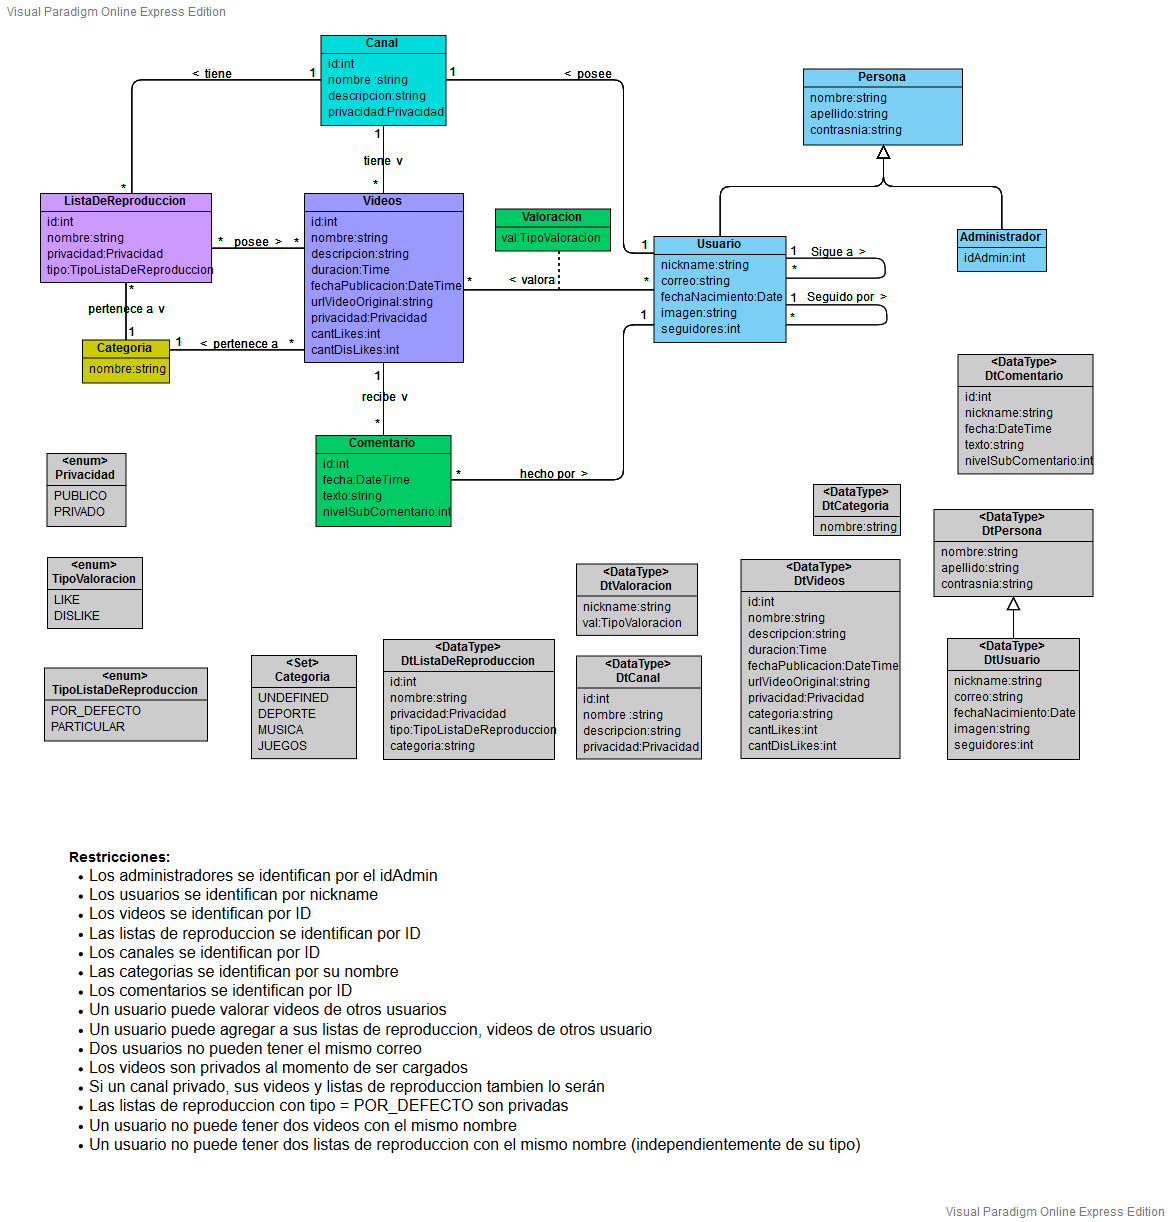 Visual Paradigm Online Express Edition
Canal
id:int
nombre :string
descripcion:string
privacidad:Privacidad
< tiene
1
1
< posee
1
tiene v
*
*
Persona
nombre:string
apellido:string
contrasnia:string
ListaDeReproduccion
id:int
nombre:string
privacidad:Privacidad
tipo:TipoListaDeReproduccion
* posee > *
Videos
id:int
nombre:string
descripcion:string
duracion:Time
fechaPublicacion:DateTime
urlVideoOriginal:string
privacidad:Privacidad
cantLikes:int
cantDisLikes:int
Valoracion
val:TipoValoracion
* < valora *
1
Usuario
nickname:string
correo:string
fechaNacimiento:Date
imagen:string
seguidores:int
1 Sigue a >
*
1 Seguido por >
*
1
Administrador
idAdmin:int
*
pertenece a v
1
Categoria
nombre:string
1 < pertenece a *
1
recibe v
*
Comentario
id:int
fecha:DateTime
texto:string
nivelSubComentario:int
* hecho por >
<DataType>
DtComentario
id:int
nickname:string
fecha:DateTime
texto:string
nivelSubComentario:int
<enum>
Privacidad
PUBLICO
PRIVADO
<DataType>
DtCategoria
nombre:string
<DataType>
DtPersona
nombre:string
apellido:string
contrasnia:string
<enum>
TipoValoracion
LIKE
DISLIKE
<DataType>
DtValoracion
nickname:string
val:TipoValoracion
<DataType>
DtVideos
id:int
nombre:string
descripcion:string
duracion:Time
fechaPublicacion:DateTime
urlVideoOriginal:string
privacidad:Privacidad
categoria:string
cantLikes:int
cantDisLikes:int
<enum>
TipoListaDeReproduccion
POR_DEFECTO
PARTICULAR
<Set>
Categoria
UNDEFINED
DEPORTE
MUSICA
JUEGOS
<DataType>
DtListaDeReproduccion
id:int
nombre:string
privacidad:Privacidad
tipo:TipoListaDeReproduccion
categoria:string
<DataType>
DtCanal
id:int
nombre :string
descripcion:string
privacidad:Privacidad
<DataType>
DtUsuario
nickname:string
correo:string
fechaNacimiento:Date
imagen:string
seguidores:int
Restricciones:
• Los administradores se identifican por el idAdmin
• Los usuarios se identifican por nickname
• Los videos se identifican por ID
• Las listas de reproduccion se identifican por ID
• Los canales se identifican por ID
• Las categorias se identifican por su nombre
• Los comentarios se identifican por ID
• Un usuario puede valorar videos de otros usuarios
• Un usuario puede agregar a sus listas de reproduccion, videos de otros usuario
• Dos usuarios no pueden tener el mismo correo
• Los videos son privados al momento de ser cargados
• Si un canal privado, sus videos y listas de reproduccion tambien lo serán
• Las listas de reproduccion con tipo = POR_DEFECTO son privadas
• Un usuario no puede tener dos videos con el mismo nombre
• Un usuario no puede tener dos listas de reproduccion con el mismo nombre (independientemente de su tipo)
Visual Paradigm Online Express Edition